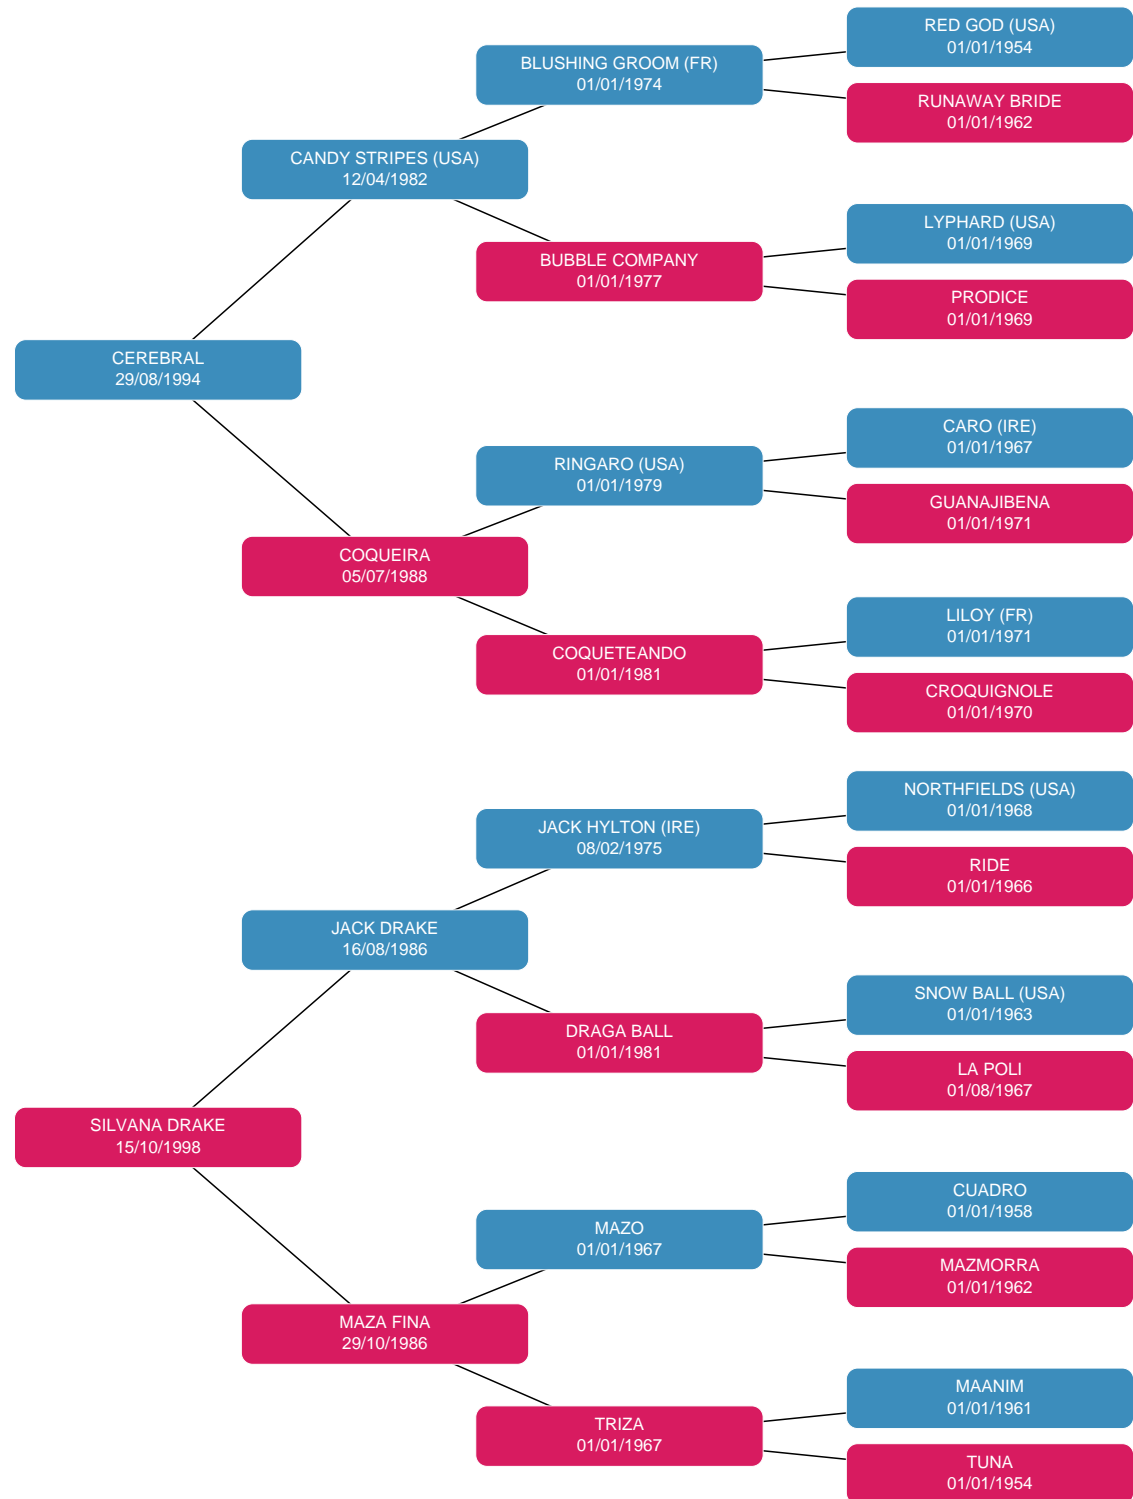 RED GOD (USA)
01/01/1954
BLUSHING GROOM (FR)
01/01/1974
RUNAWAY BRIDE
01/01/1962
CANDY STRIPES (USA)
12/04/1982
LYPHARD (USA)
01/01/1969
BUBBLE COMPANY
01/01/1977
PRODICE
01/01/1969
CEREBRAL
29/08/1994
CARO (IRE)
01/01/1967
RINGARO (USA)
01/01/1979
GUANAJIBENA
01/01/1971
COQUEIRA
05/07/1988
LILOY (FR)
01/01/1971
COQUETEANDO
01/01/1981
CROQUIGNOLE
01/01/1970
NORTHFIELDS (USA)
01/01/1968
JACK HYLTON (IRE)
08/02/1975
RIDE
01/01/1966
JACK DRAKE
16/08/1986
SNOW BALL (USA)
01/01/1963
DRAGA BALL
01/01/1981
LA POLI
01/08/1967
SILVANA DRAKE
15/10/1998
CUADRO
01/01/1958
MAZO
01/01/1967
MAZMORRA
01/01/1962
MAZA FINA
29/10/1986
MAANIM
01/01/1961
TRIZA
01/01/1967
TUNA
01/01/1954